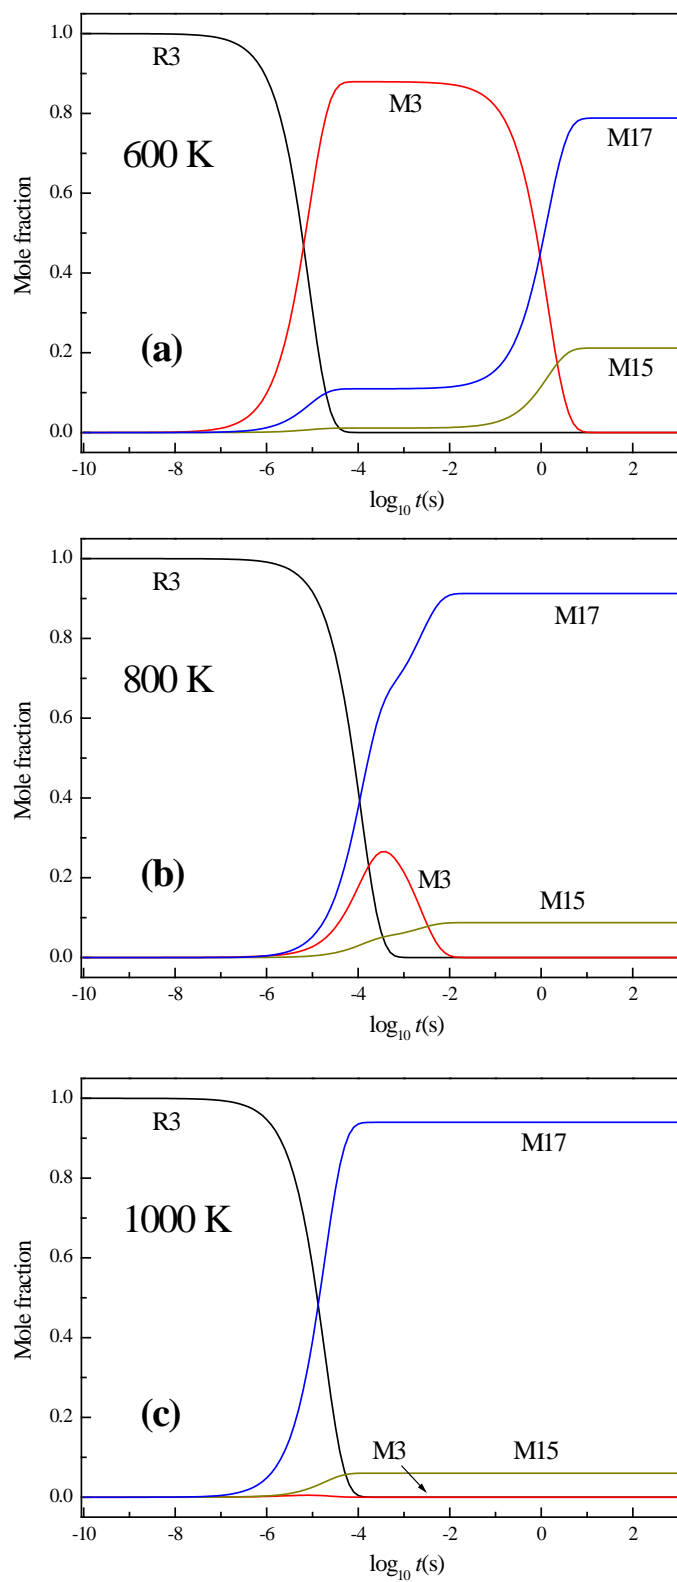 1.0
R3
0.8
M3
M17
600 K
0.6
Mole fraction
0.4
(a)
0.2
M15
0.0
-10 -8 -6 -4 -2 0 2
log10 t(s)
1.0
R3
M17
0.8
800 K
0.6
Mole fraction
0.4
(b)
0.2
M3
M15
0.0
-10 -8 -6 -4 -2 0 2
log10 t(s)
1.0
R3
M17
0.8
1000 K
0.6
Mole fraction
0.4
(c)
0.2
M3 M15
0.0
-10 -8 -6 -4 -2 0 2
log10 t(s)